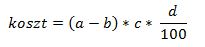 koszt = (a − b) * c * d/100